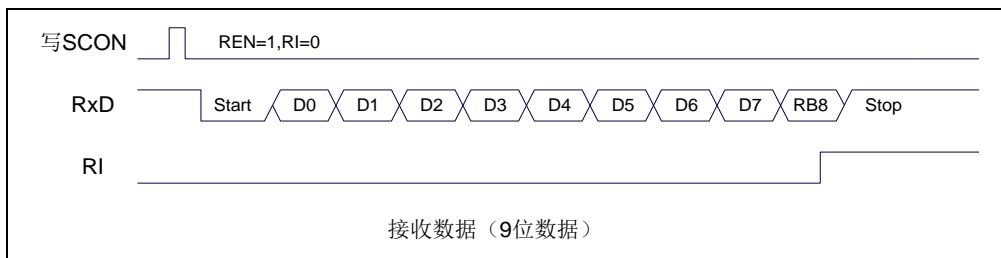 写SCON REN=1,RI=0
RxD Start D0 D1 D2 D3 D4 D5 D6 D7 RB8 Stop
RI
接收数据（9位数据）